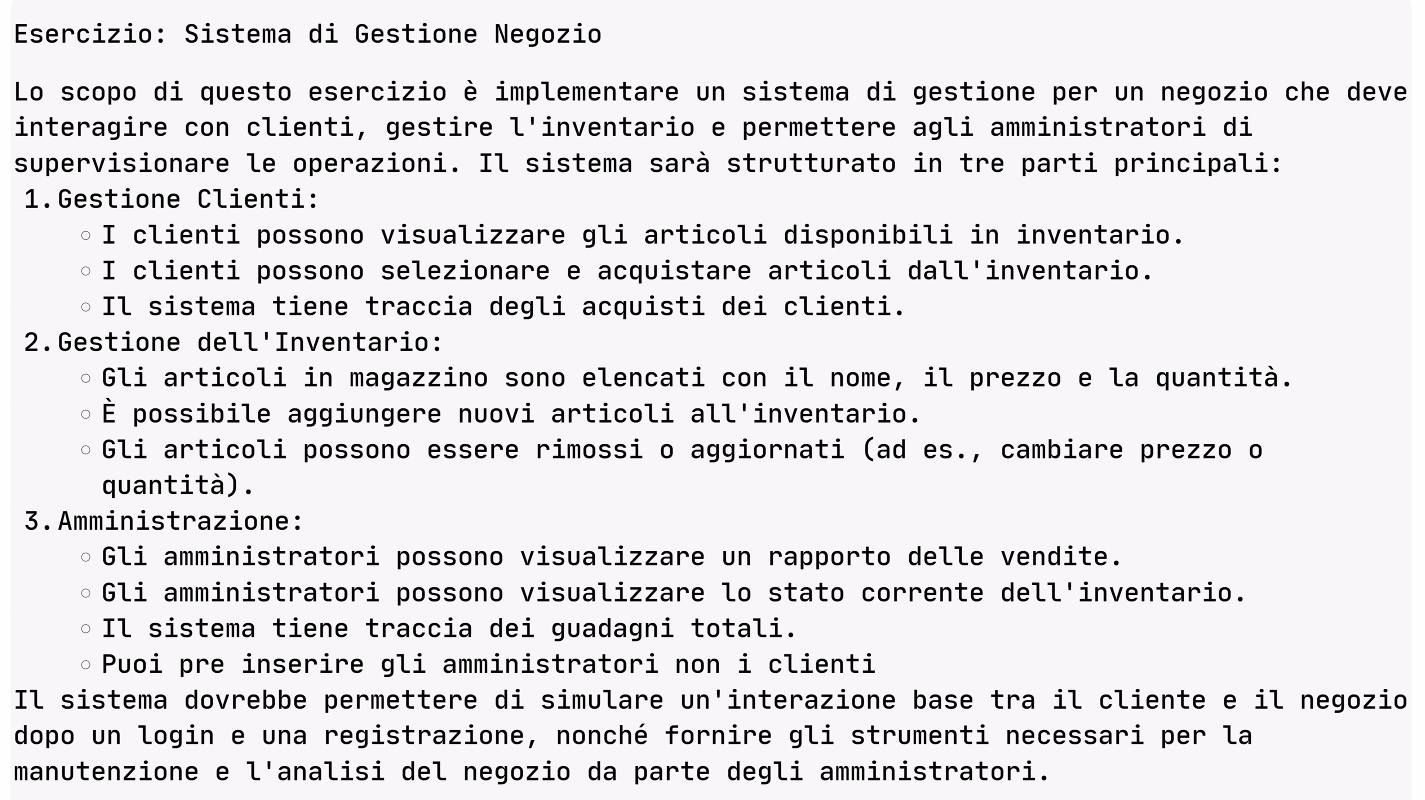 Esercizio: Sistema di Gestione Negozio
Lo scopo di questo esercizio è implementare un sistema di gestione per un negozio che deve
interagire con clienti, gestire l'inventario e permettere agli amministratori di
supervisionare le operazioni. Il sistema sarà strutturato in tre parti principali:
1.Gestione Clienti:
○ I clienti possono visualizzare gli articoli disponibili in inventario.
○ I clienti possono selezionare e acquistare articoli dall'inventario.
○ Il sistema tiene traccia degli acquisti dei clienti.
2.Gestione dell'Inventario:
○ Gli articoli in magazzino sono elencati con il nome, il prezzo e la quantità.
○ È possibile aggiungere nuovi articoli all'inventario.
○ Gli articoli possono essere rimossi o aggiornati (ad es., cambiare prezzo o
quantità).
3.Amministrazione:
○ Gli amministratori possono visualizzare un rapporto delle vendite.
○ Gli amministratori possono visualizzare lo stato corrente dell'inventario.
○ Il sistema tiene traccia dei guadagni totali.
○ Puoi pre inserire gli amministratori non i clienti
Il sistema dovrebbe permettere di simulare un'interazione base tra il cliente e il negozio
dopo un login e una registrazione, nonché fornire gli strumenti necessari per la
manutenzione e l'analisi del negozio da parte degli amministratori.